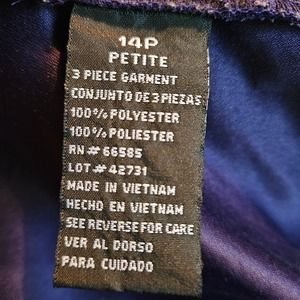 14P
PETITE
3 PIECE GARMENT
CONJUNTO DE 3 PIEZAS
100% POLYESTER
100% POLIESTER
RN# 66585
LOT# 42731
MADE IN VIETNAM
HECHO EN VIETNAM
SEE REVERSE FOR CARE
VER AL DORSO
PARA CUIDADO